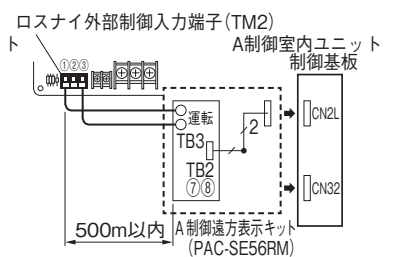 ロスナイ外部制御入力端子(TM2)
ト
A制御室内ユニット
制御基板
①②③
運転
2
CN2L
TB3
TB2
⑦⑧
CN32
500m以内
A制御遠方表示キット
(PAC-SE56RM)